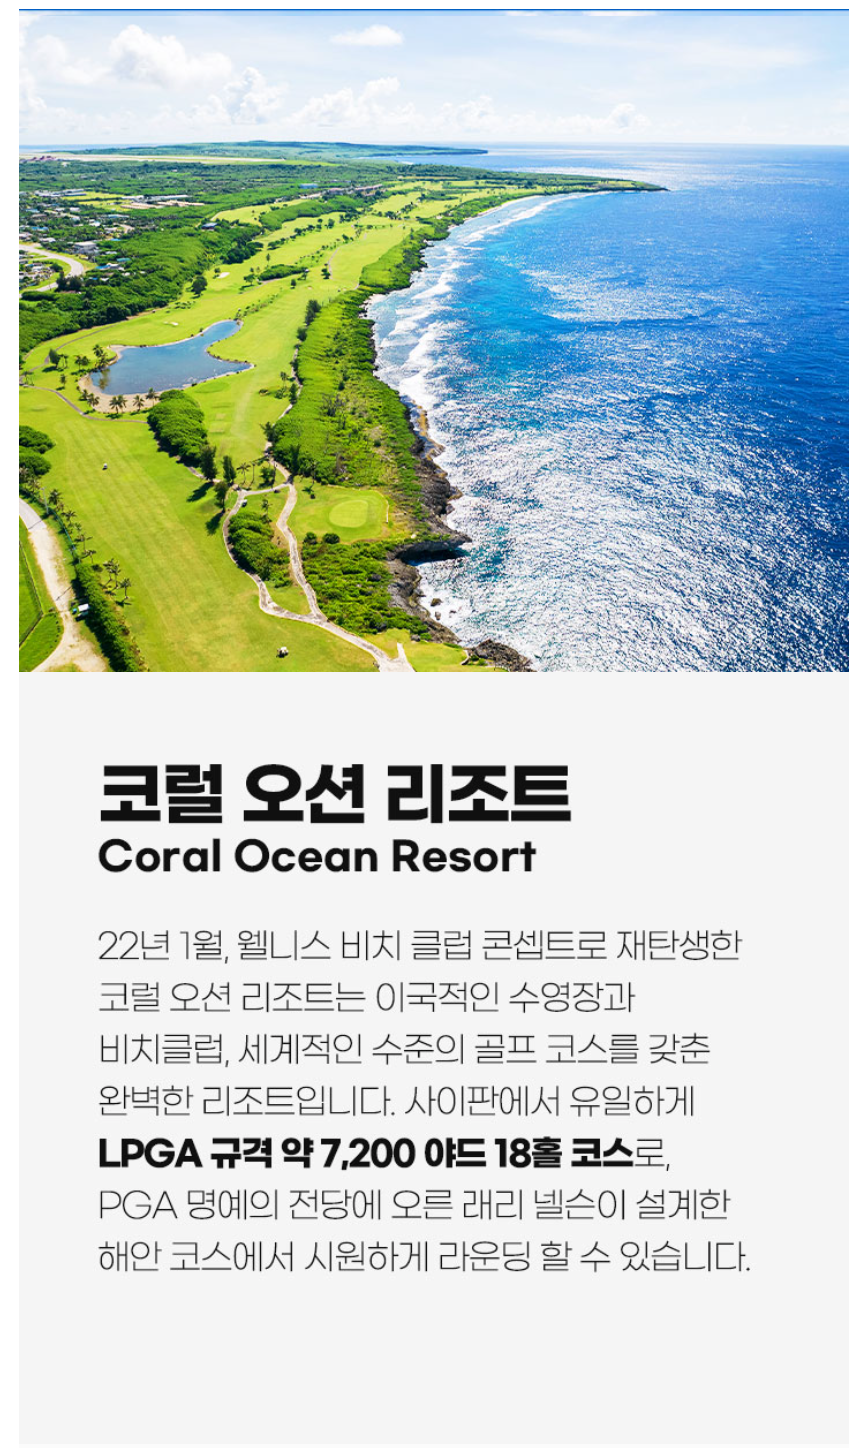 코럴 오션 리조트
Coral Ocean Resort
22년 1월, 웰니스 비치 클럽 콘셉트로 재탄생한
코럴 오션 리조트는 이국적인 수영장과
비치클럽, 세계적인 수준의 골프 코스를 갖춘
완벽한 리조트입니다. 사이판에서 유일하게
LPGA 규격 약 7,200 야드 18홀 코스로,
PGA 명예의 전당에 오른 래리 넬슨이 설계한
해안 코스에서 시원하게 라운딩 할 수 있습니다.